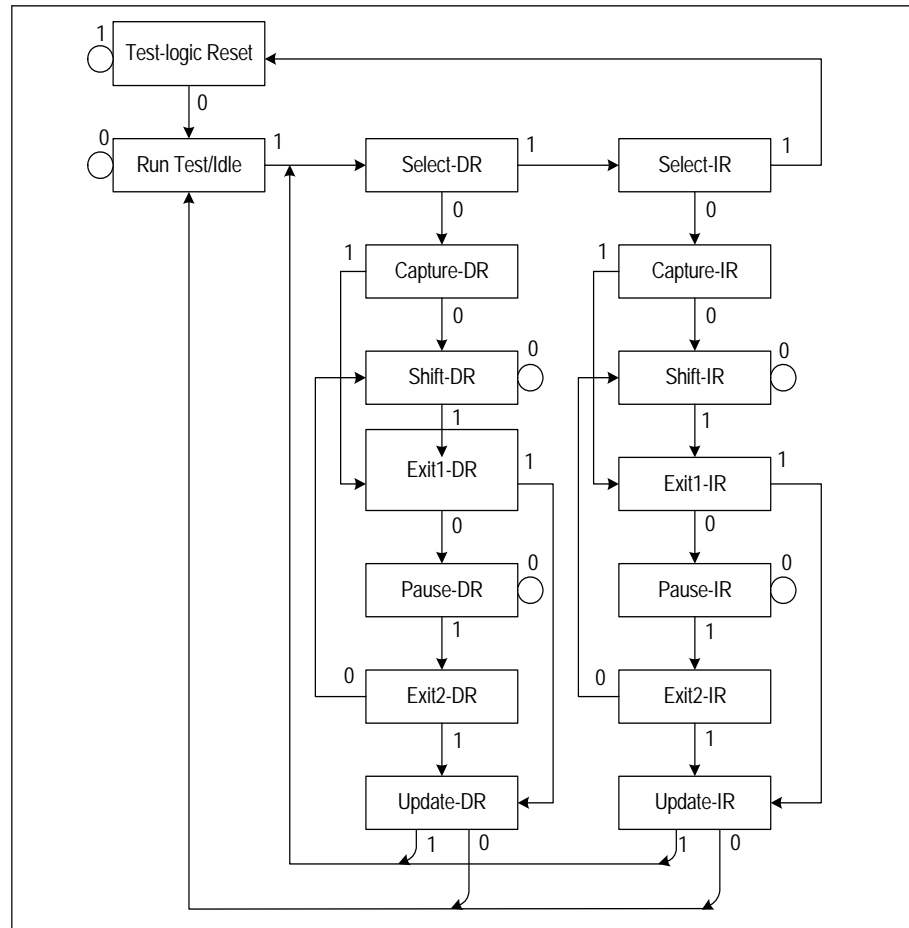 1
Test-logic Reset
0
0
Run Test/Idle
1
Select-DR
1
Select-IR
1
0
0
1
Capture-DR
1
Capture-IR
0
0
Shift-DR
0
Shift-IR
0
1
1
Exit1-DR
1
Exit1-IR
1
0
0
Pause-DR
0
Pause-IR
0
1
1
0
Exit2-DR
0
Exit2-IR
1
1
Update-DR
Update-IR
1
0
1
0